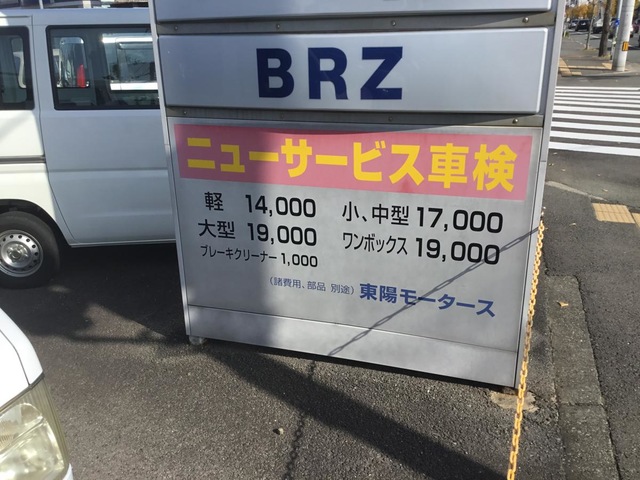 BRZ
ニューサービス車検
軽 14,000 小、中型 17,000
大型 19,000 ワンボックス 19,000
ブレーキクリーナー 1,000
(諸費用、部品 別途) 東陽モータース